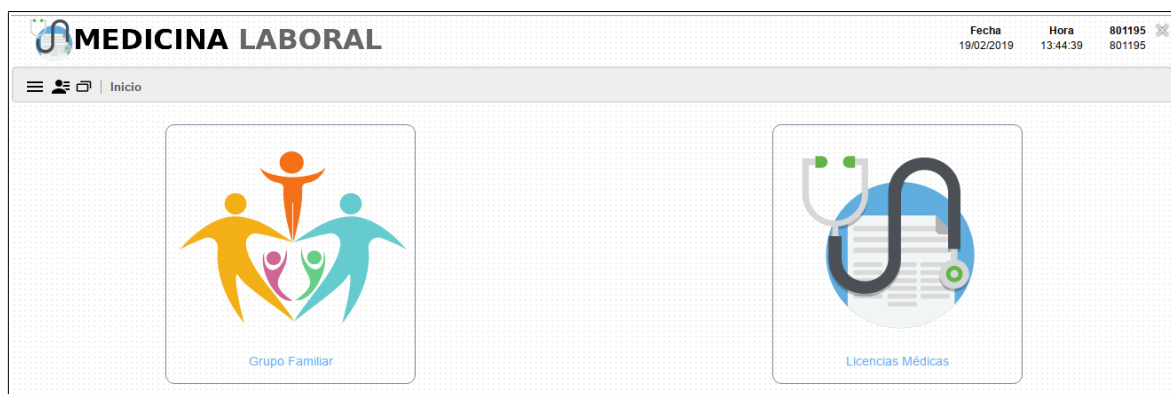 MEDICINA LABORAL
Fecha Hora 801195
19/02/2019 13:44:39 801195
Inicio
Grupo Familiar Licencias Médicas